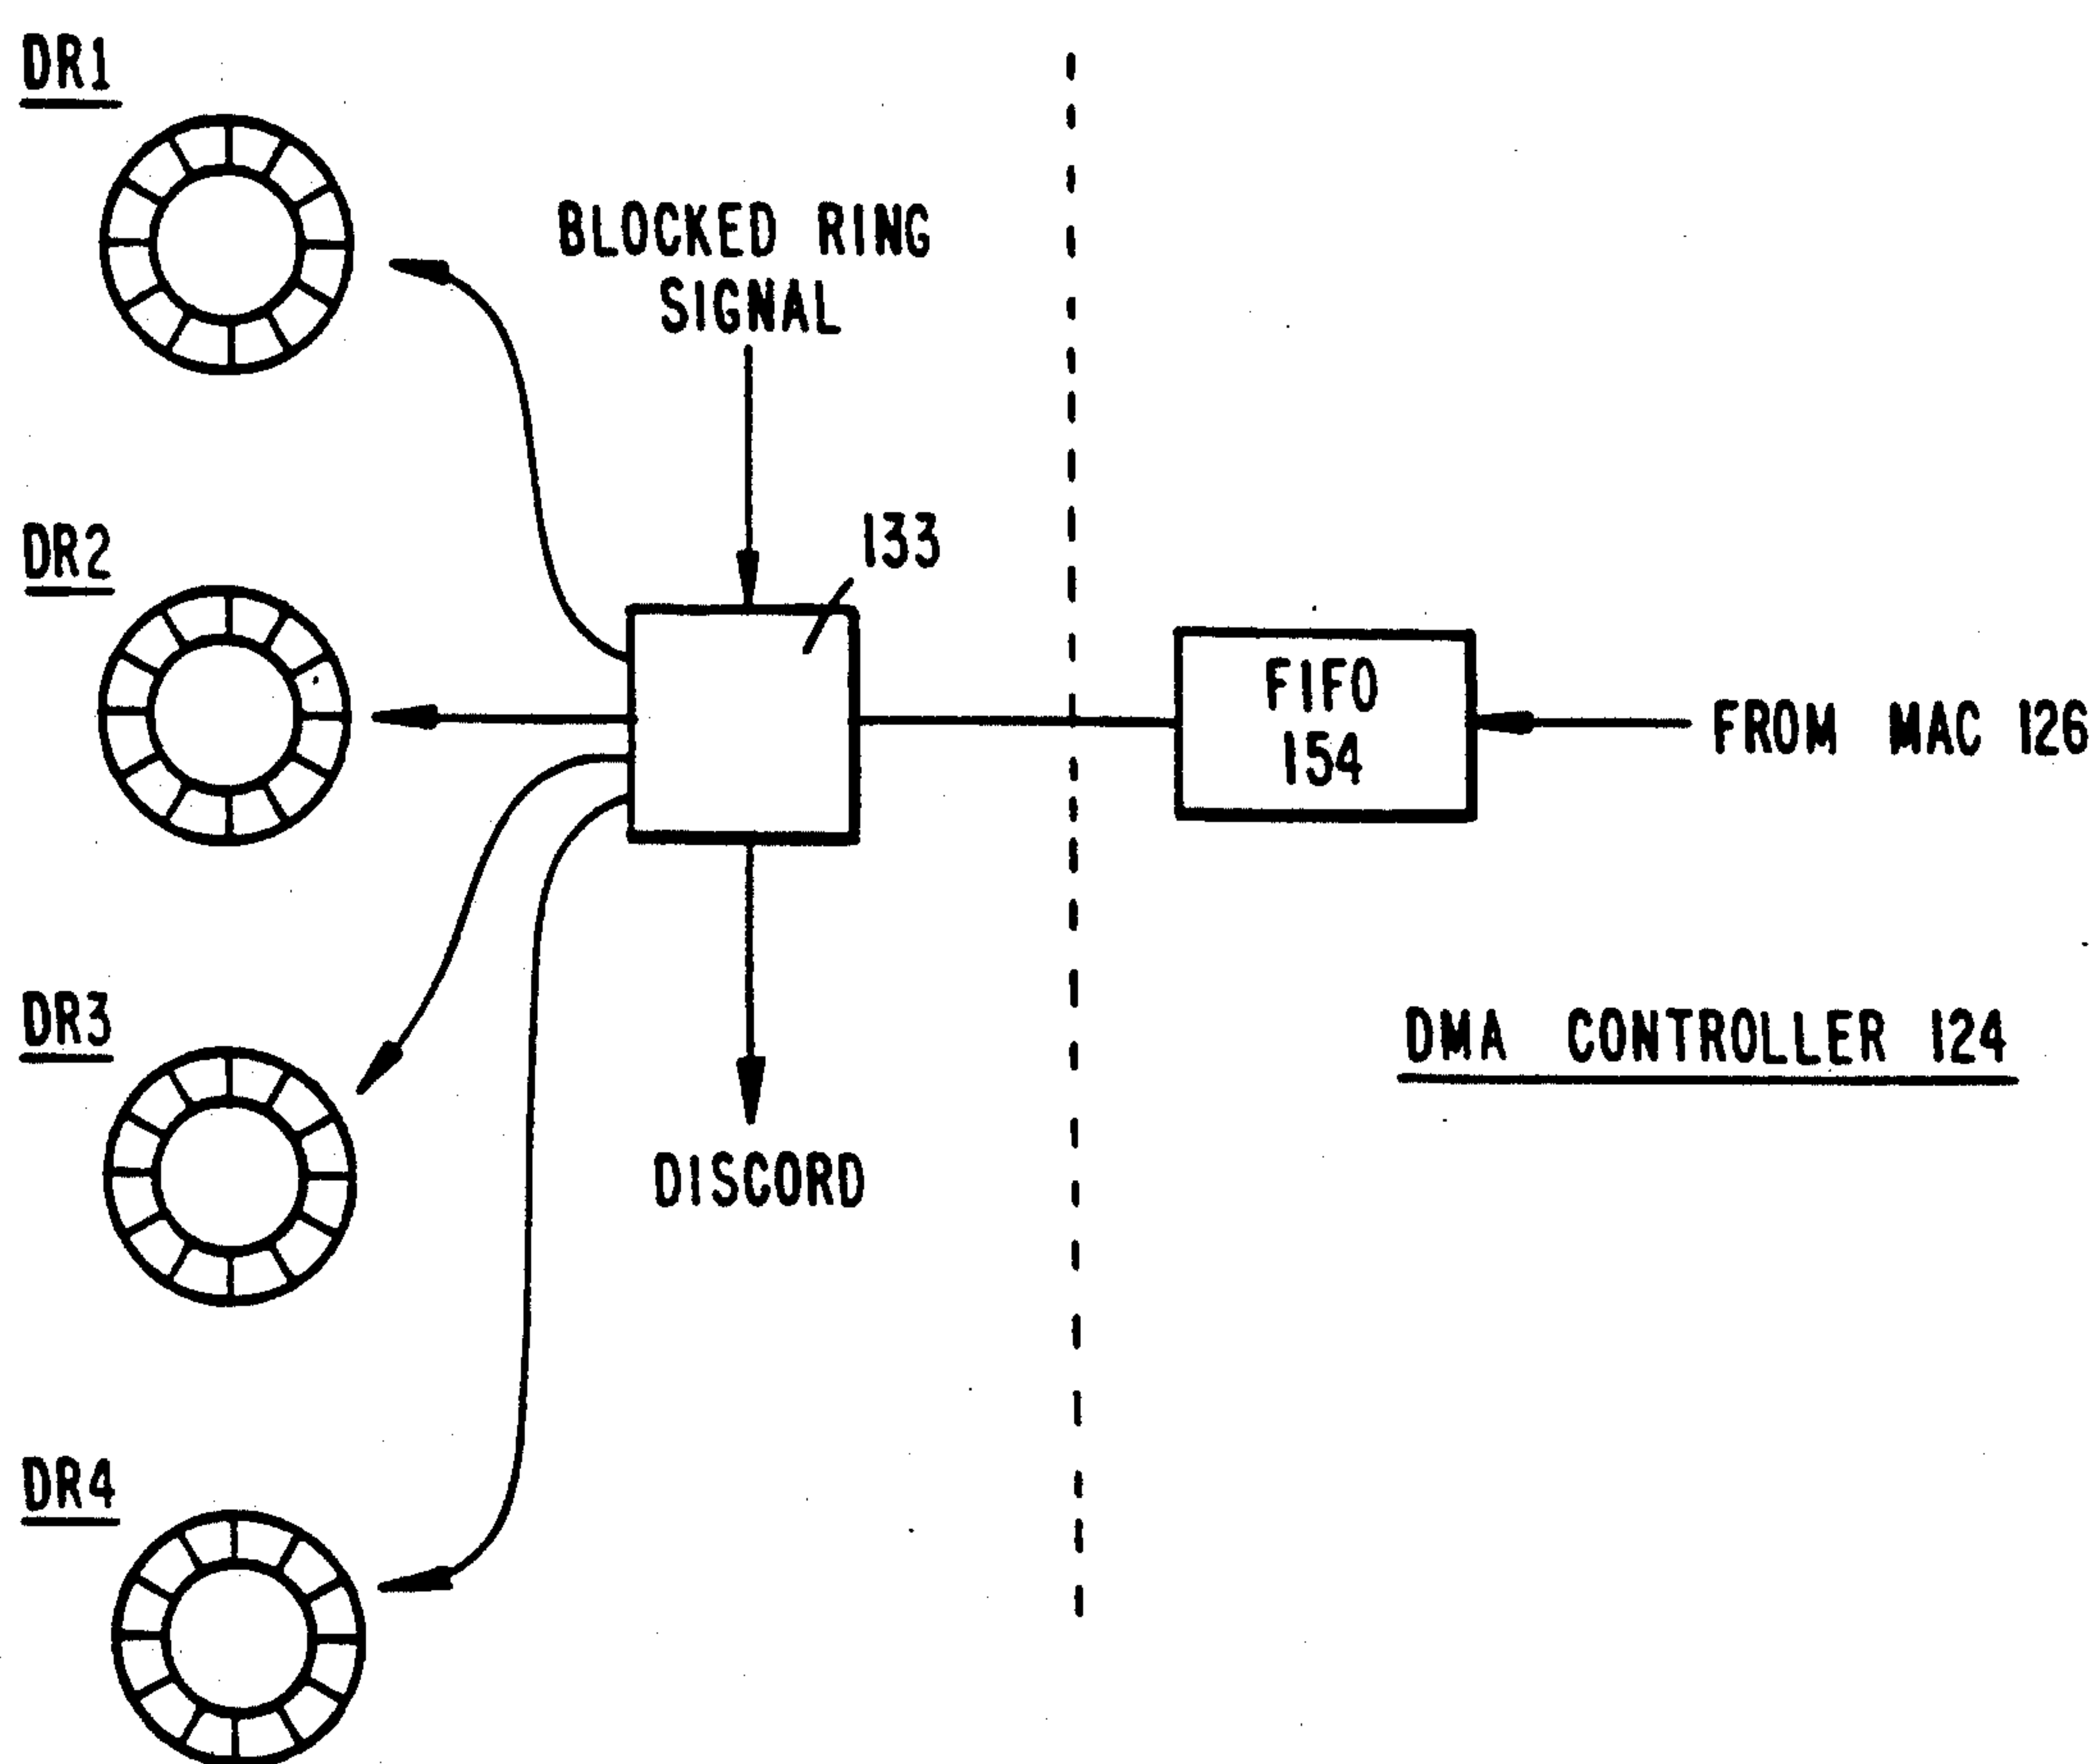 DR1
BLOCKED RING
SIGNAL
DR2
133
FIFO
154
FROM MAC 126
DR3
DMA CONTROLLER 124
DISCORD
DR4